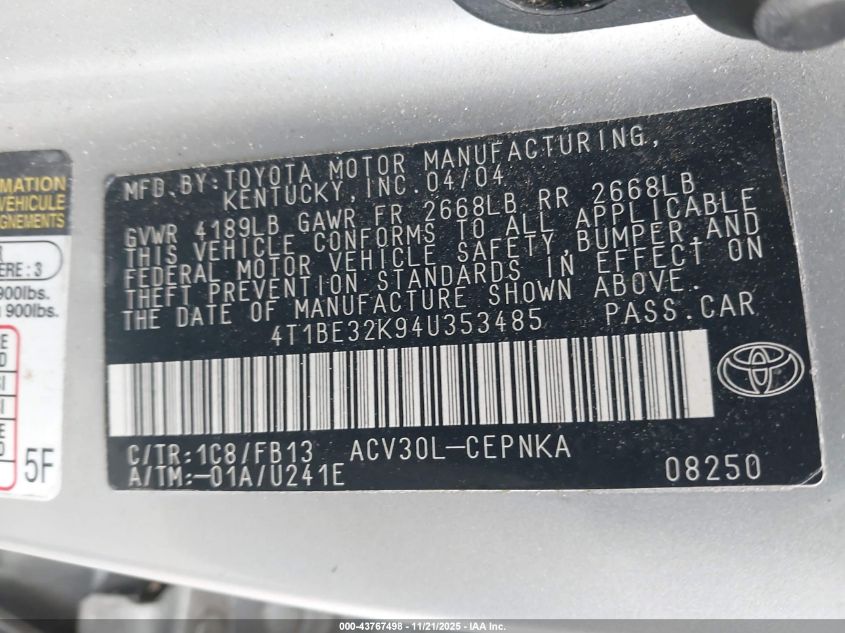 MATION
VÉHICULE
GNEMENTS
ERE : 3
900lbs.
900lbs.
5F
MFD. BY: TOYOTA MOTOR MANUFACTURING,
KENTUCKY, INC. 04/04
GVWR 4189LB GAWR FR 2668LB RR 2668LB
THIS VEHICLE CONFORMS TO ALL APPLICABLE
FEDERAL MOTOR VEHICLE SAFETY, BUMPER, AND
THEFT PREVENTION STANDARDS IN EFFECT ON
THE DATE OF MANUFACTURE SHOWN ABOVE.
4T1BE32K94U353485 PASS. CAR
C/TR: 1C8/FB13 ACV30L-CEPNKA
A/TM: -01A/U241E 08250
000-43767498 - 11/21/2025 - IAA Inc.